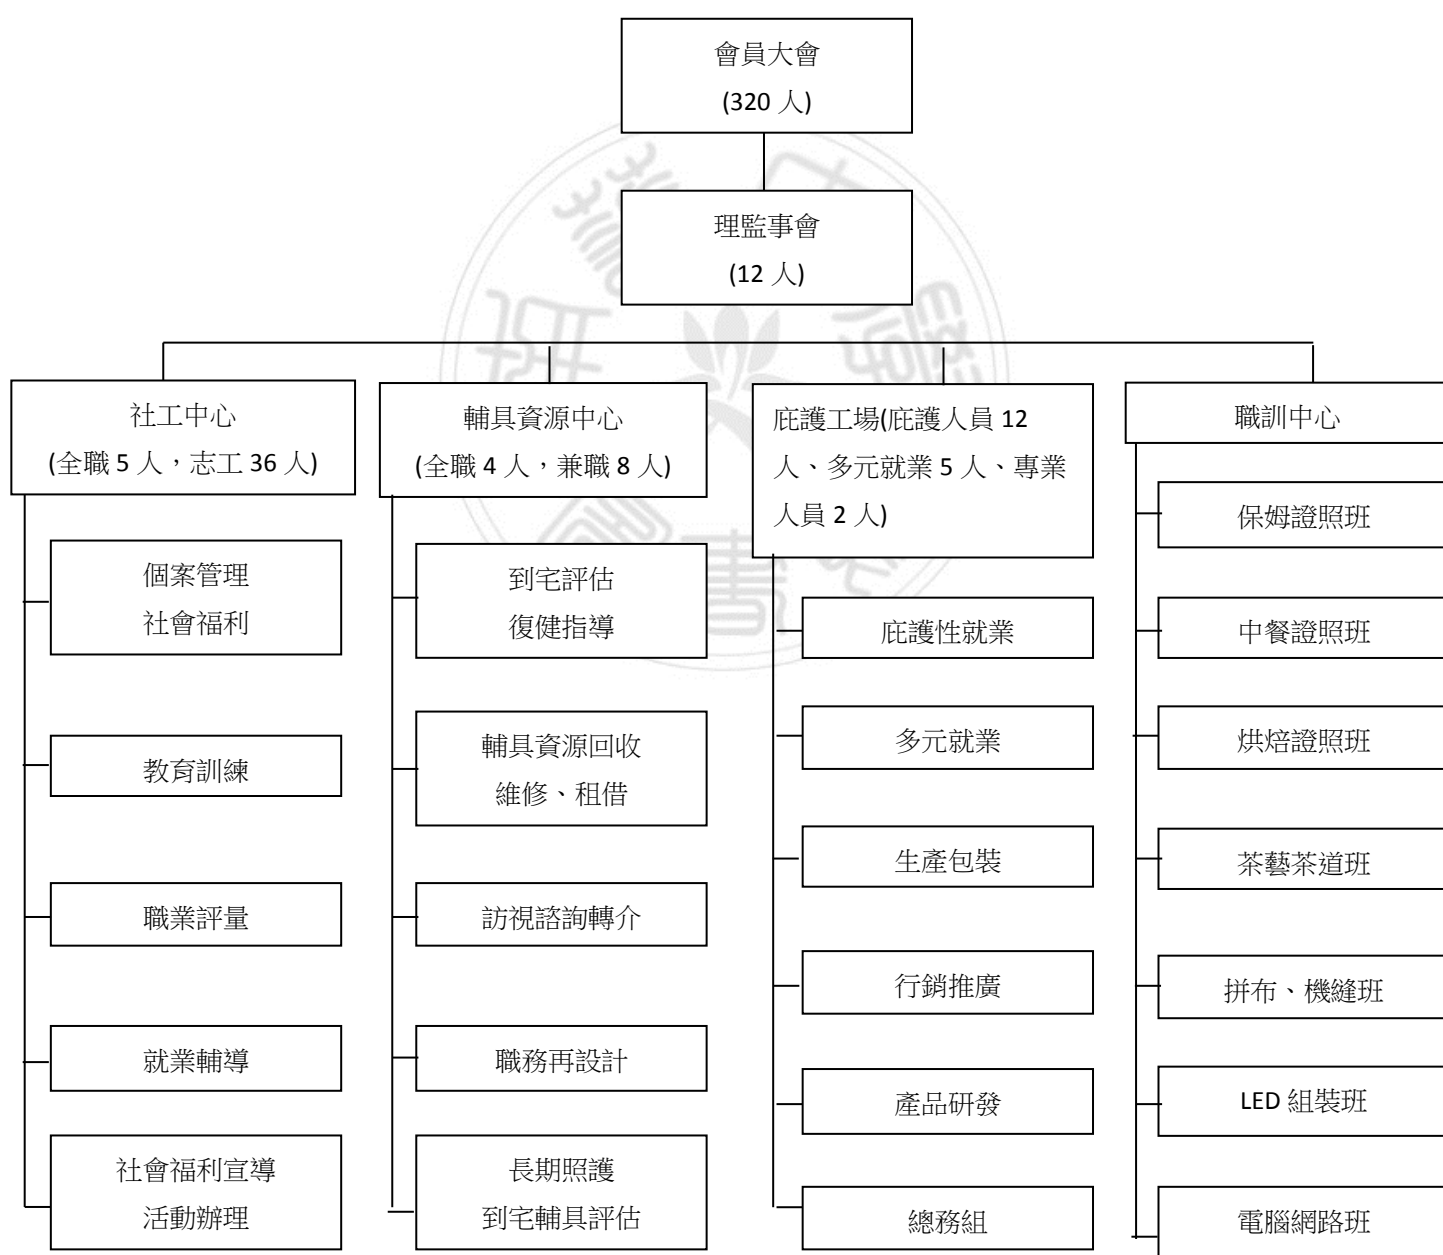 會員大會
(320 人)
理監事會
(12 人)
社工中心
(全職 5 人，志工 36 人)
個案管理
社會福利
教育訓練
職業評量
就業輔導
社會福利宣導
活動辦理
輔具資源中心
(全職 4 人，兼職 8 人)
到宅評估
復健指導
輔具資源回收
維修、租借
訪視諮詢轉介
職務再設計
長期照護
到宅輔具評估
庇護工場(庇護人員 12
人、多元就業 5 人、專業
人員 2 人)
庇護性就業
多元就業
生產包裝
行銷推廣
產品研發
總務組
職訓中心
保姆證照班
中餐證照班
烘焙證照班
茶藝茶道班
拼布、機縫班
LED 組裝班
電腦網路班